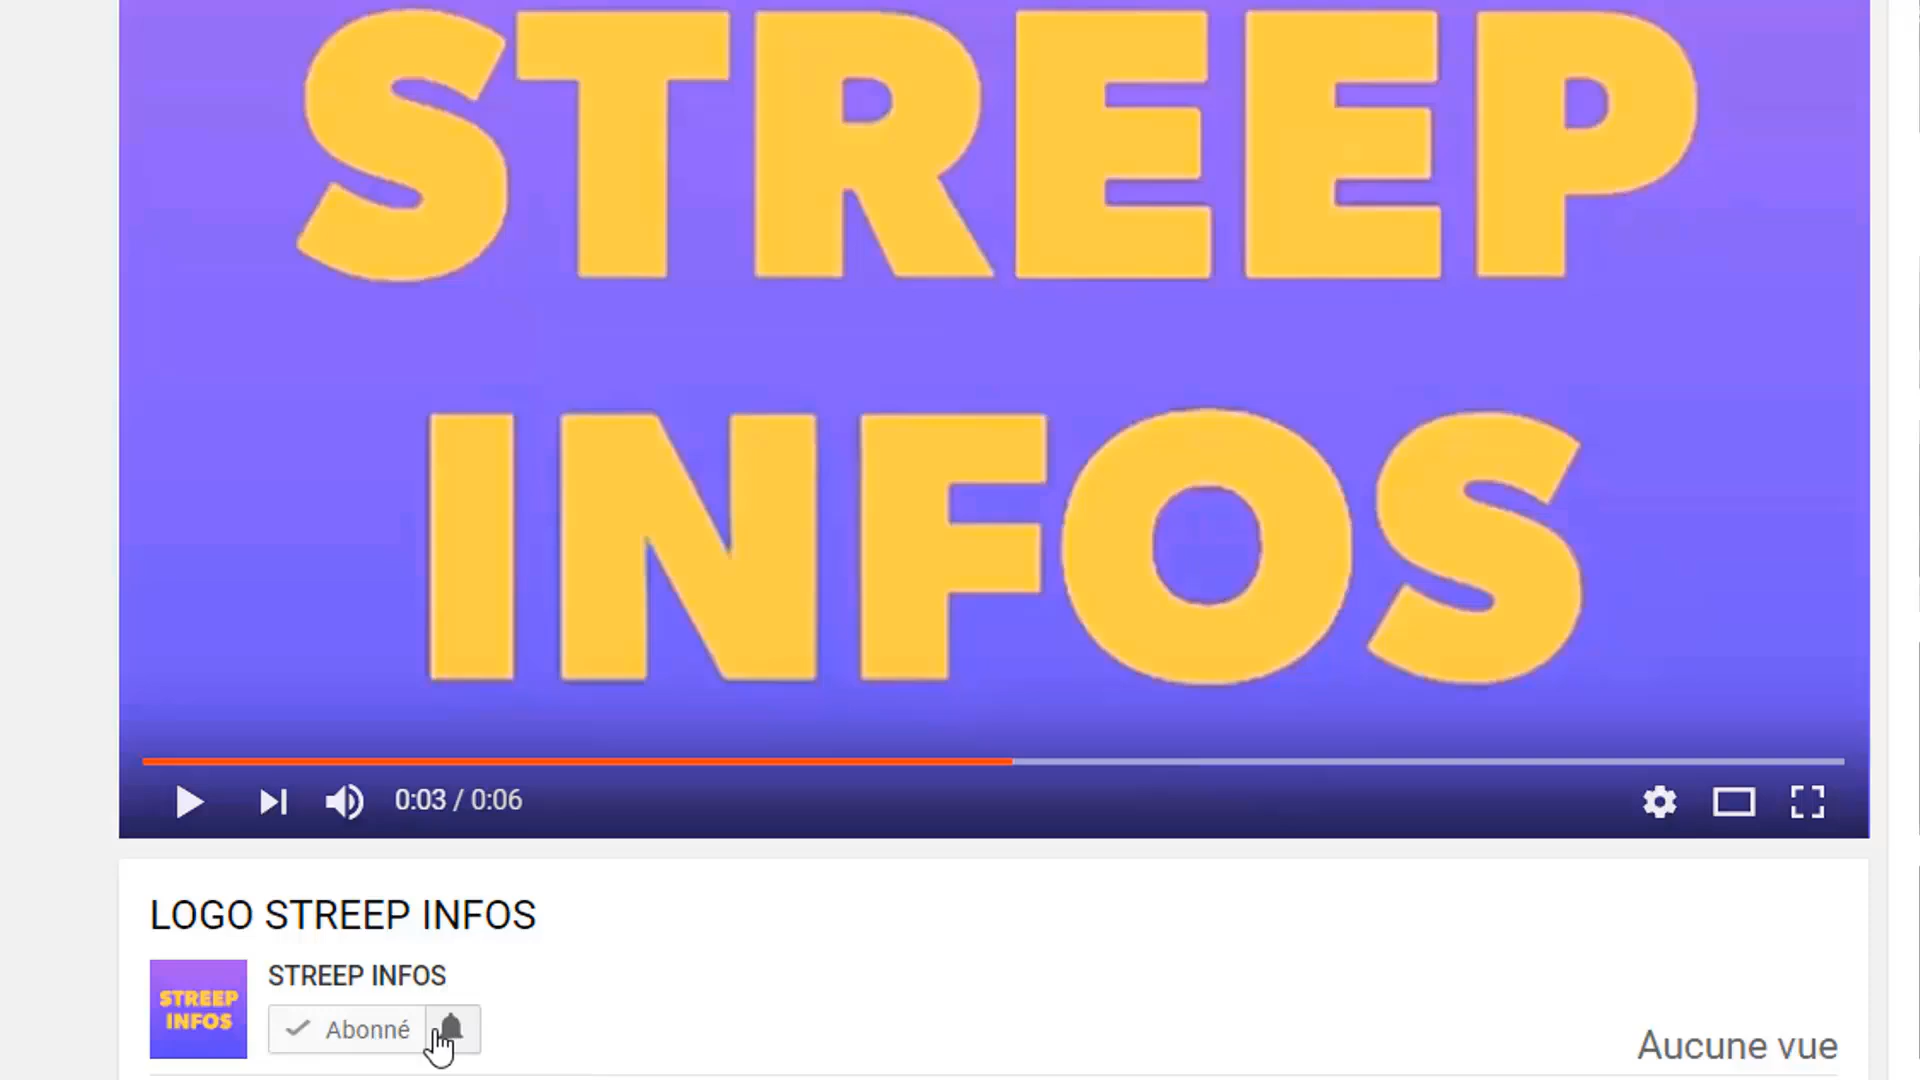 STREEP
INFOS
0:03 / 0:06
LOGO STREEP INFOS
STREEP INFOS
STREEP
INFOS
Abonné
Aucune vue